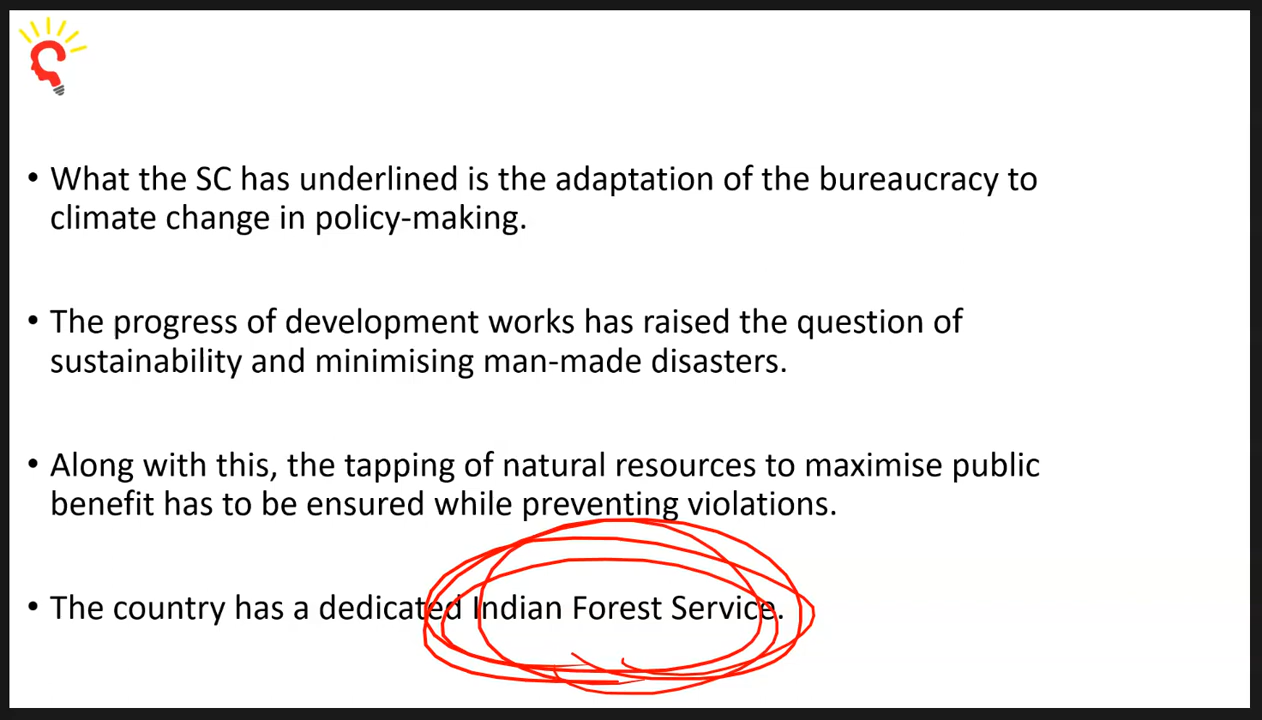 • What the SC has underlined is the adaptation of the bureaucracy to
climate change in policy-making.
• The progress of development works has raised the question of
sustainability and minimising man-made disasters.
• Along with this, the tapping of natural resources to maximise public
benefit has to be ensured while preventing violations.
• The country has a dedicated Indian Forest Service.